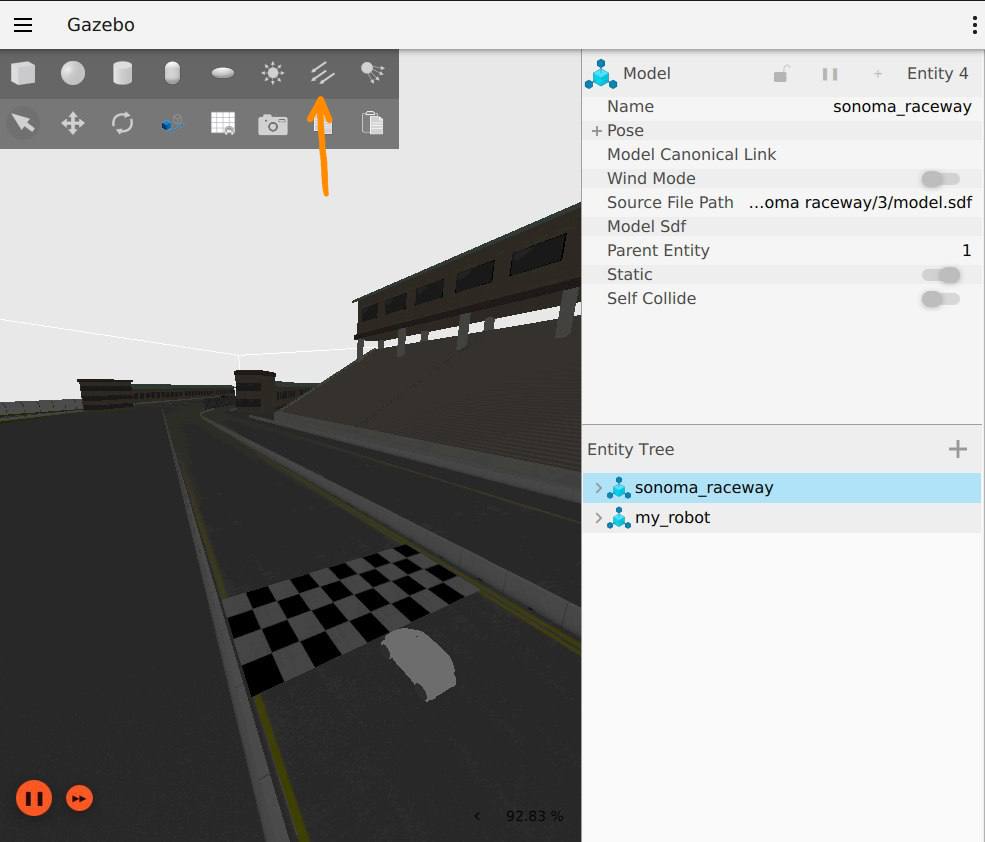 Gazebo
Model Entity 4
Name sonoma_raceway
Pose
Model Canonical Link
Wind Mode
Source File Path ...oma raceway/3/model.sdf
Model Sdf
Parent Entity 1
Static
Self Collide
Entity Tree
sonoma_raceway
my_robot
92.83 %